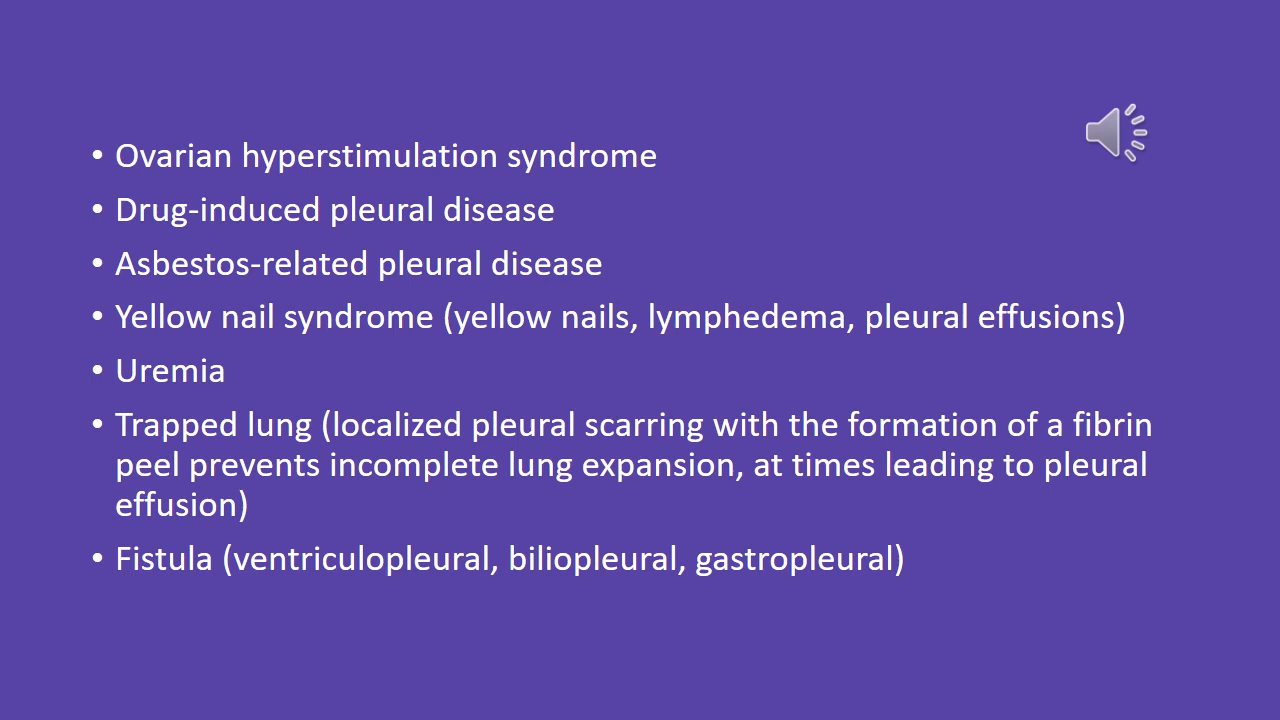 • Ovarian hyperstimulation syndrome
• Drug-induced pleural disease
• Asbestos-related pleural disease
• Yellow nail syndrome (yellow nails, lymphedema, pleural effusions)
• Uremia
• Trapped lung (localized pleural scarring with the formation of a fibrin
peel prevents incomplete lung expansion, at times leading to pleural
effusion)
• Fistula (ventriculopleural, biliopleural, gastropleural)